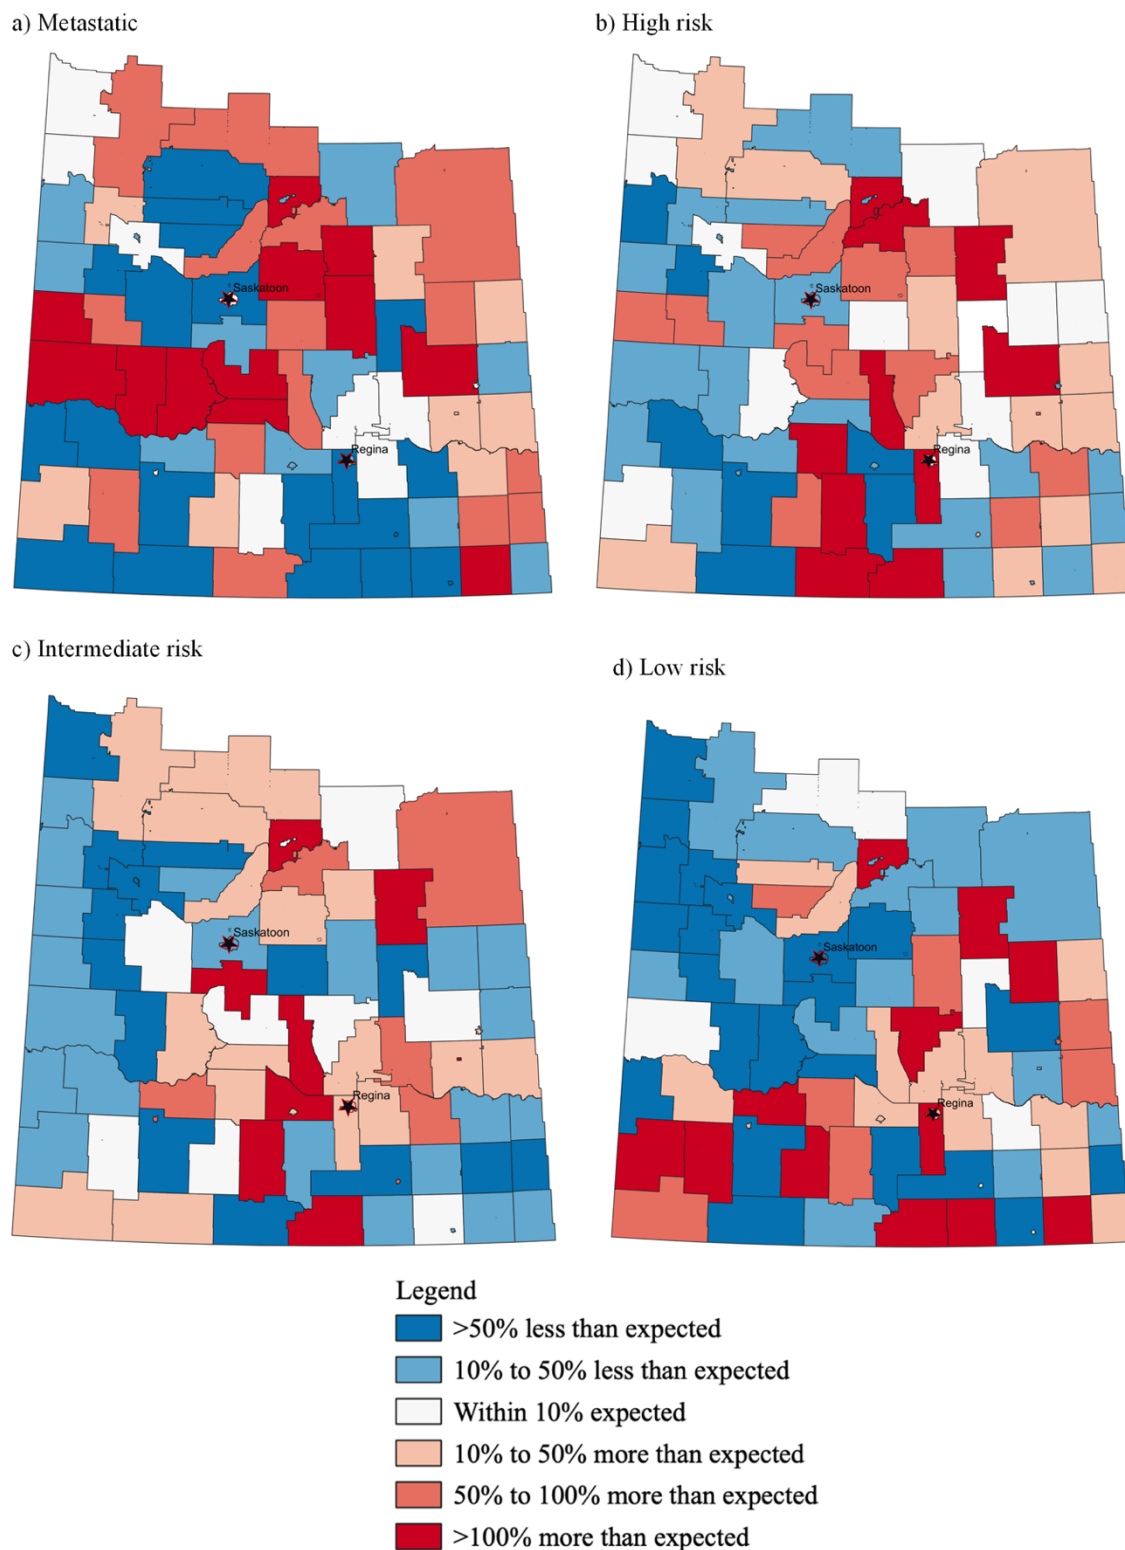 a) Metastatic
b) High risk
Saskatoon
Saskatoon
Regina
Regina
c) Intermediate risk
d) Low risk
Saskatoon
Saskatoon
Regina
Regina
Legend
>50% less than expected
10% to 50% less than expected
Within 10% expected
10% to 50% more than expected
50% to 100% more than expected
>100% more than expected